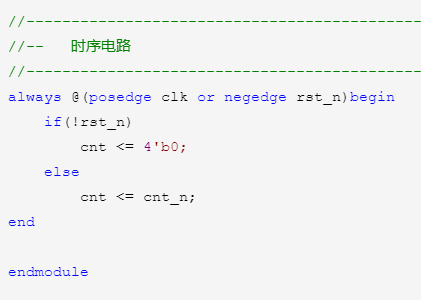 //--------------------------------------------
//--   时序电路
//--------------------------------------------
always @(posedge clk or negedge rst_n)begin
    if(!rst_n)
        cnt <= 4'b0;
    else
        cnt <= cnt_n;
end

endmodule